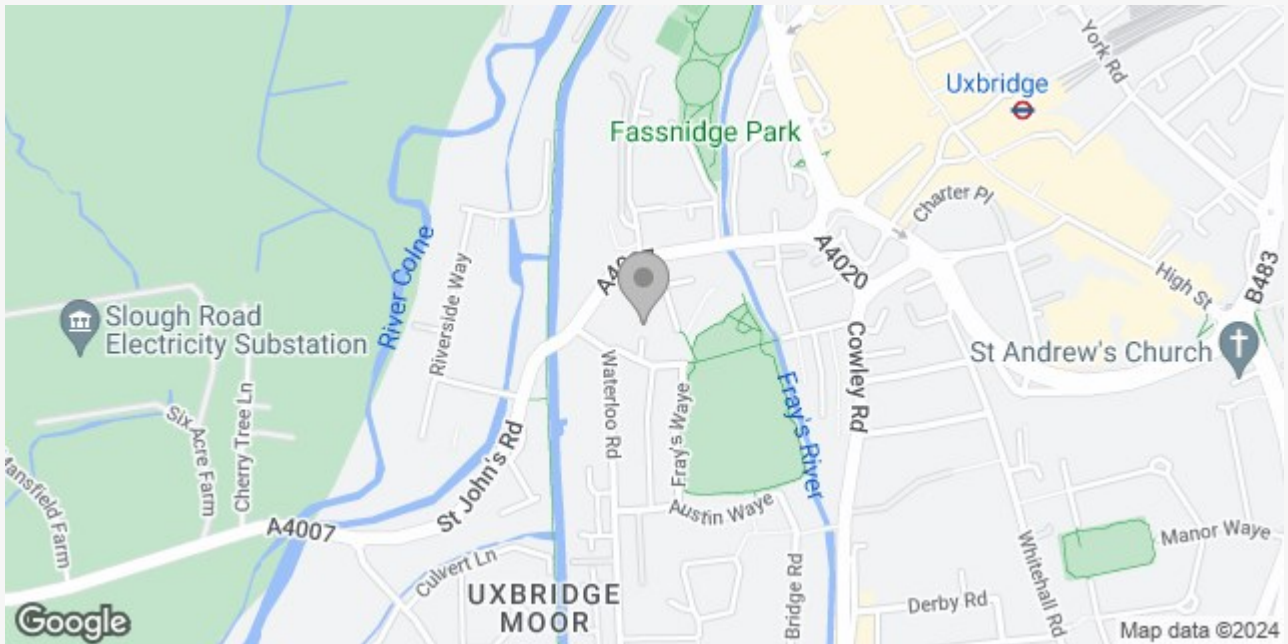 York Rd
Uxbridge
Fassnidge Park
Charter Pl
A4020
High St
B483
River Colne
Riverside Way
Slough Road
Electricity Substation
St Andrew's Church
Cowley Rd
Waterloo Rd
Fray's Waye
Fray's River
Cherry Tree Ln
Six Acre Farm
Mansfield Farm
St John's Rd
A4007
Austin Waye
Manor Waye
Whitehall Rd
Culvert Ln
UXBRIDGE
MOOR
Bridge Rd
Derby Rd
Google
Map data ©2024